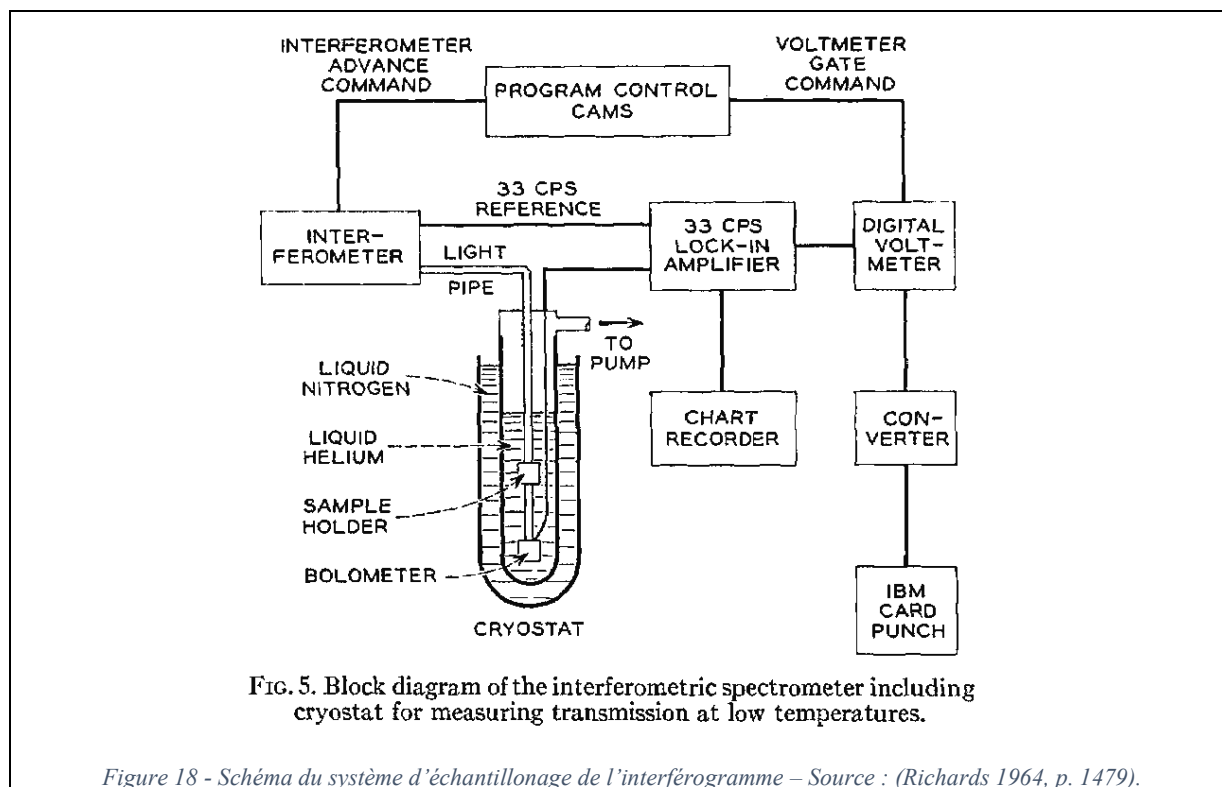 INTERFEROMETER
ADVANCE
COMMAND
PROGRAM CONTROL
CAMS
VOLTMETER
GATE
COMMAND
33 CPS
REFERENCE
INTER-
FEROMETER
LIGHT
PIPE
33 CPS
LOCK-IN
AMPLIFIER
DIGITAL
VOLT-
METER
TO
PUMP
LIQUID
NITROGEN
LIQUID
HELIUM
SAMPLE
HOLDER
BOLOMETER
CRYOSTAT
CHART
RECORDER
CON-
VERTER
IBM
CARD
PUNCH
FIG. 5. Block diagram of the interferometric spectrometer including
cryostat for measuring transmission at low temperatures.
Figure 18 - Schéma du système d’échantillonage de l’interférogramme – Source : (Richards 1964, p. 1479).